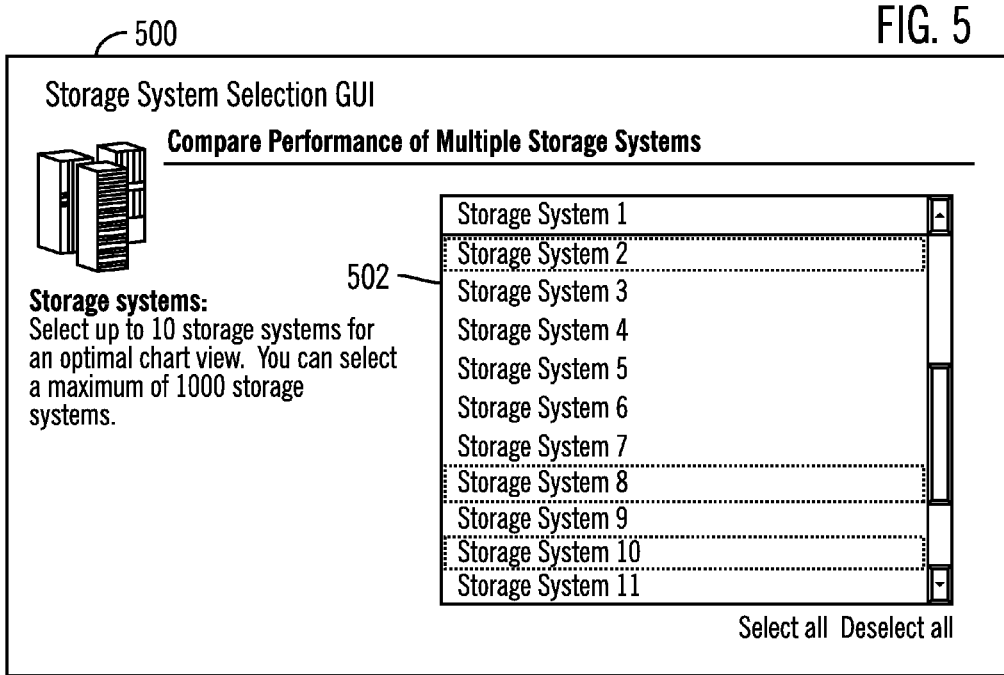 FIG. 5
500
Storage System Selection GUI
Compare Performance of Multiple Storage Systems
502
Storage systems:
Select up to 10 storage systems for
an optimal chart view. You can select
a maximum of 1000 storage
systems.
Storage System 1
Storage System 2
Storage System 3
Storage System 4
Storage System 5
Storage System 6
Storage System 7
Storage System 8
Storage System 9
Storage System 10
Storage System 11
Select all Deselect all